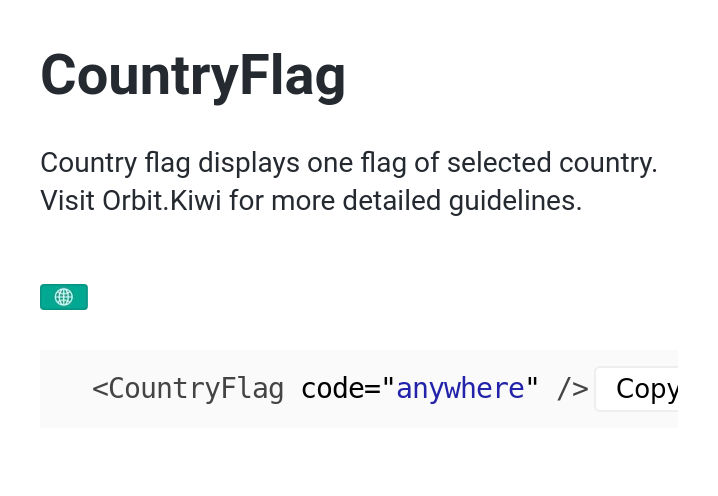 CountryFlag
Country flag displays one flag of selected country.
Visit Orbit.Kiwi for more detailed guidelines.
<CountryFlag code="anywhere" /> Copy